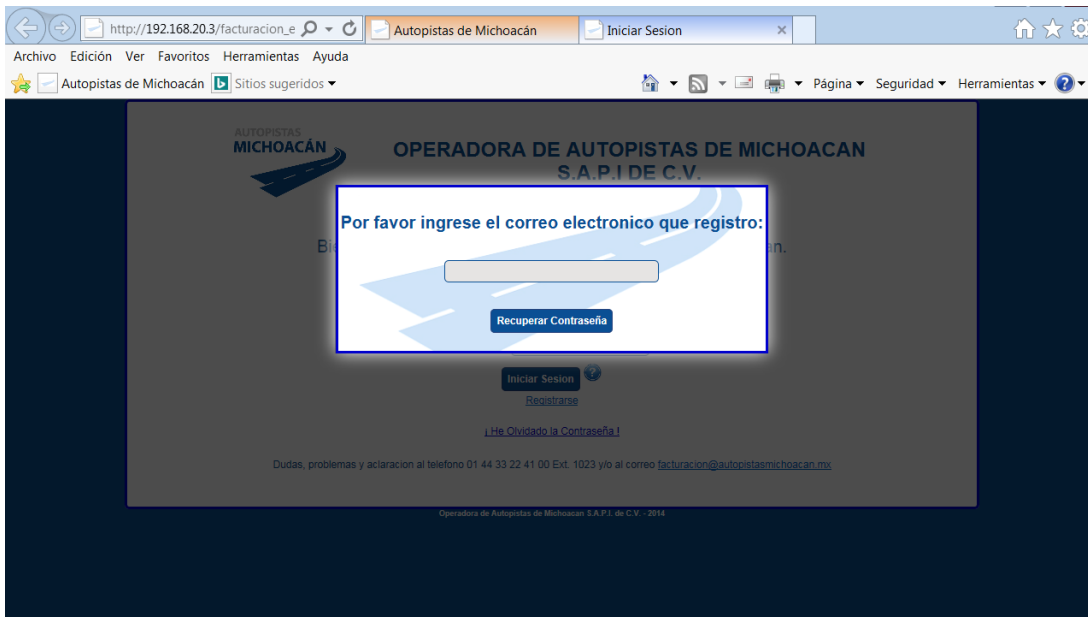 http://192.168.20.3/facturacion_e
Autopistas de Michoacán
Iniciar Sesion
Archivo Edición Ver Favoritos Herramientas Ayuda
Autopistas de Michoacán Sitios sugeridos
Página Seguridad Herramientas
AUTOPISTAS
MICHOACÁN
OPERADORA DE AUTOPISTAS DE MICHOACAN
S.A.P.I DE C.V.
Por favor ingrese el correo electronico que registro:
Recuperar Contraseña
Iniciar Sesion
Registrarse
¡ He Olvidado la Contraseña !
Dudas, problemas y aclaracion al telefono 01 44 33 22 41 00 Ext. 1023 y/o al correo facturacion@autopistasmichoacan.mx
Operadora de Autopistas de Michoacan S.A.P.I. de C.V. - 2014